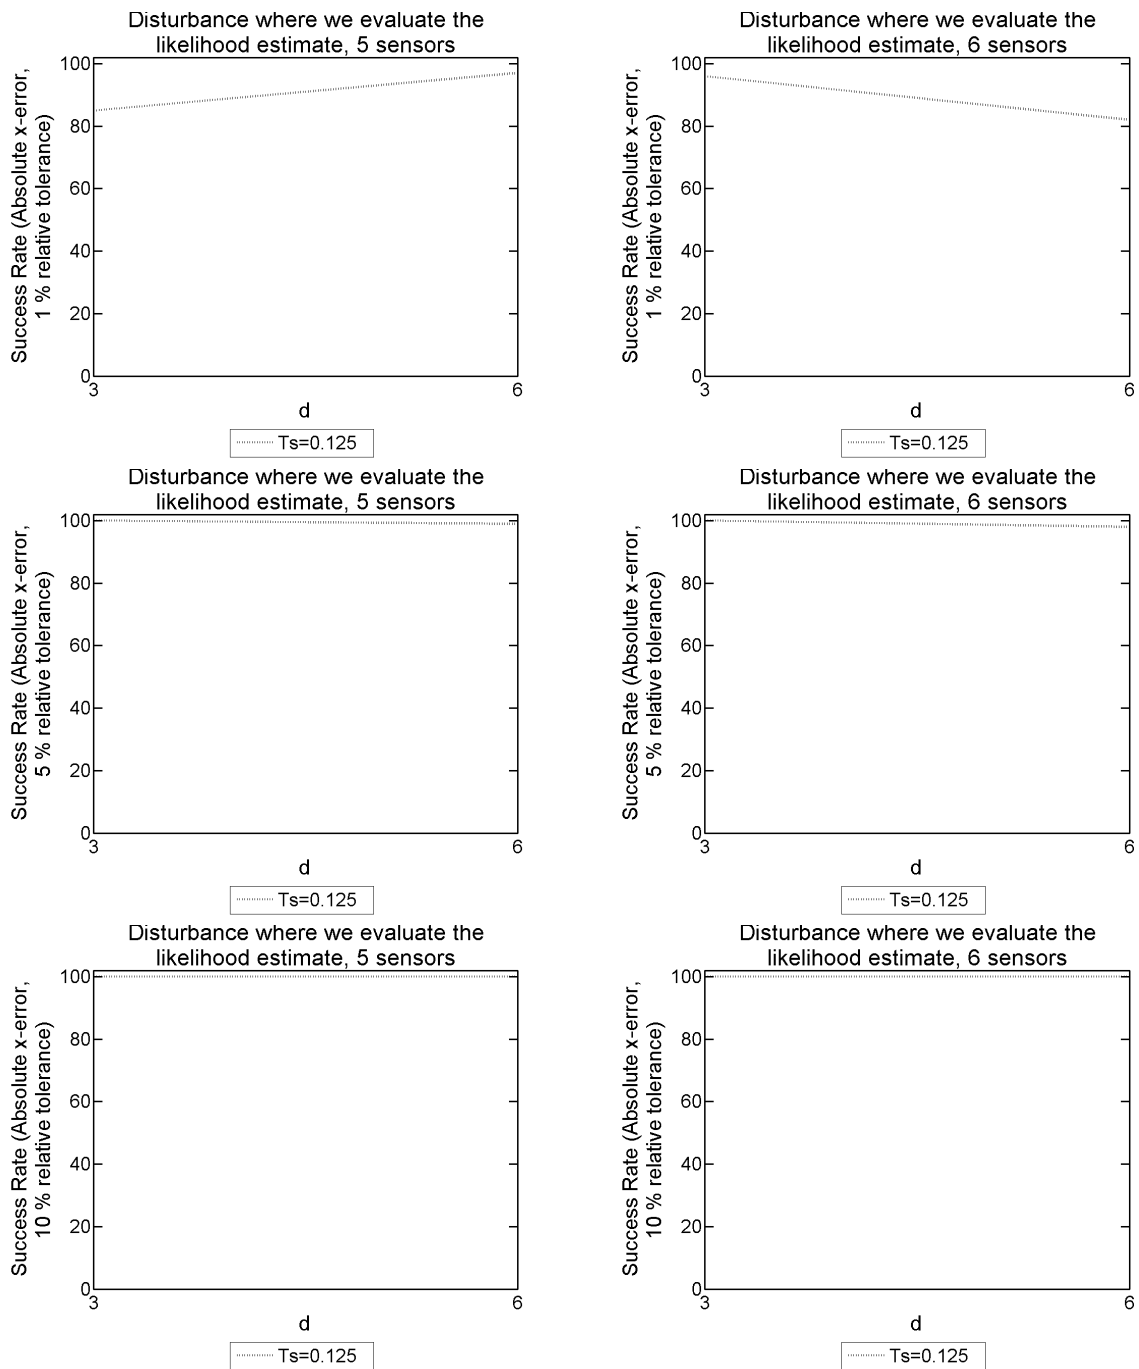 Disturbance where we evaluate the
likelihood estimate, 5 sensors
Success Rate (Absolute x-error,
1 % relative tolerance)
100
80
60
40
20
0
3
6
d
Ts=0.125
Disturbance where we evaluate the
likelihood estimate, 6 sensors
Success Rate (Absolute x-error,
1 % relative tolerance)
100
80
60
40
20
0
3
6
d
Ts=0.125
Disturbance where we evaluate the
likelihood estimate, 5 sensors
Success Rate (Absolute x-error,
5 % relative tolerance)
100
80
60
40
20
0
3
6
d
Ts=0.125
Disturbance where we evaluate the
likelihood estimate, 6 sensors
Success Rate (Absolute x-error,
5 % relative tolerance)
100
80
60
40
20
0
3
6
d
Ts=0.125
Disturbance where we evaluate the
likelihood estimate, 5 sensors
Success Rate (Absolute x-error,
10 % relative tolerance)
100
80
60
40
20
0
3
6
d
Ts=0.125
Disturbance where we evaluate the
likelihood estimate, 6 sensors
Success Rate (Absolute x-error,
10 % relative tolerance)
100
80
60
40
20
0
3
6
d
Ts=0.125